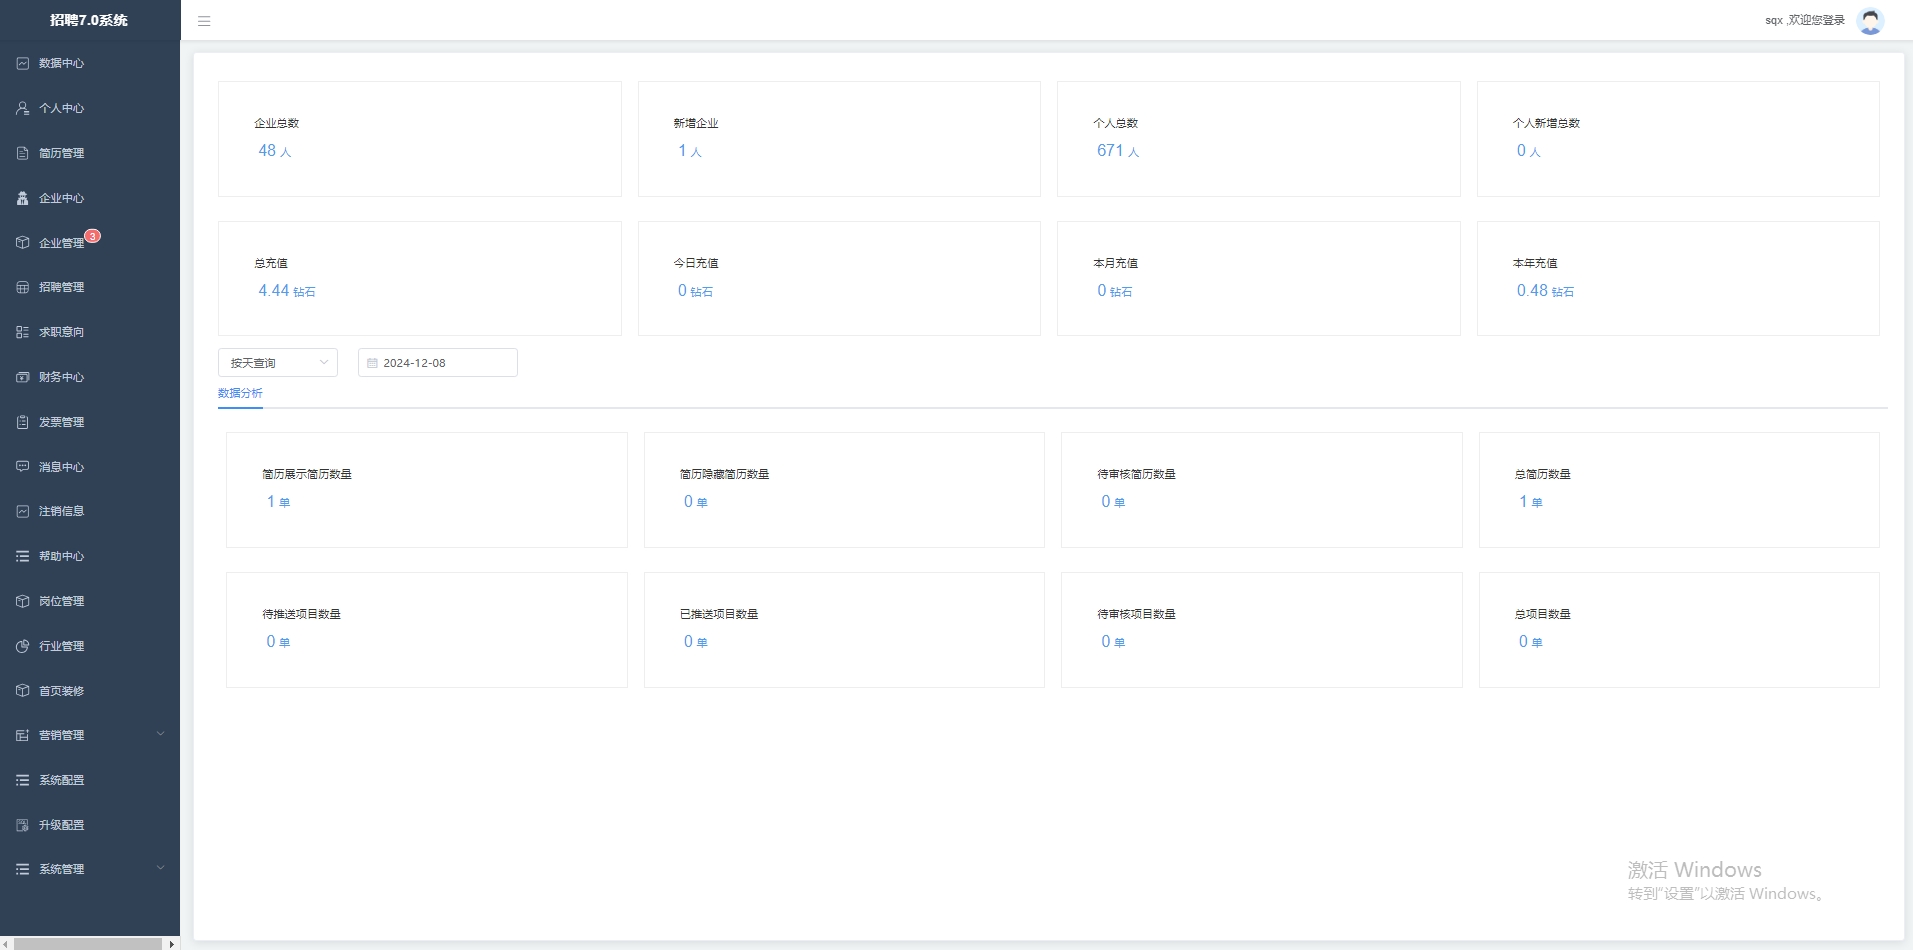 招聘7.0系统
sqx ,欢迎您登录
数据中心
个人中心
简历管理
企业中心
企业管理 3
招聘管理
求职意向
财务中心
发票管理
消息中心
注销信息
帮助中心
岗位管理
行业管理
首页装修
营销管理
系统配置
升级配置
系统管理
企业总数
48 人
新增企业
1 人
个人总数
671 人
个人新增总数
0 人
总充值
4.44 钻石
今日充值
0 钻石
本月充值
0 钻石
本年充值
0.48 钻石
按天查询
2024-12-08
数据分析
简历展示简历数量
1 单
简历隐藏简历数量
0 单
待审核简历数量
0 单
总简历数量
1 单
待推送项目数量
0 单
已推送项目数量
0 单
待审核项目数量
0 单
总项目数量
0 单
激活 Windows
转到"设置"以激活 Windows。